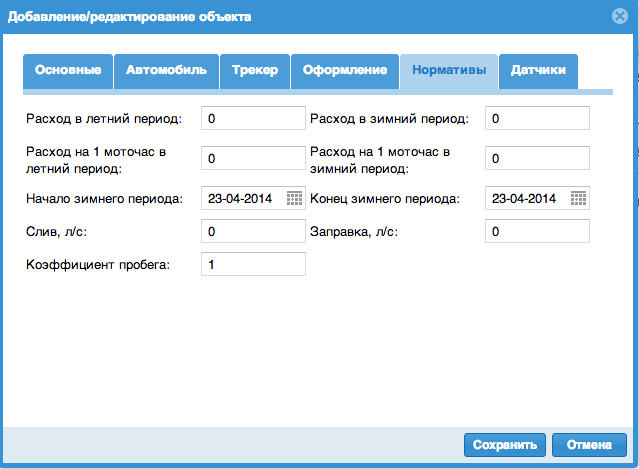 Добавление/редактирование объекта
Основные Автомобиль Трекер Оформление Нормативы Датчики
Расход в летний период: 0 Расход в зимний период: 0
Расход на 1 моточас в Расход на 1 моточас в
летний период: 0 зимний период: 0
Начало зимнего периода: 23-04-2014 Конец зимнего периода: 23-04-2014
Слив, л/с: 0 Заправка, л/с: 0
Коэффициент пробега: 1
Сохранить Отмена